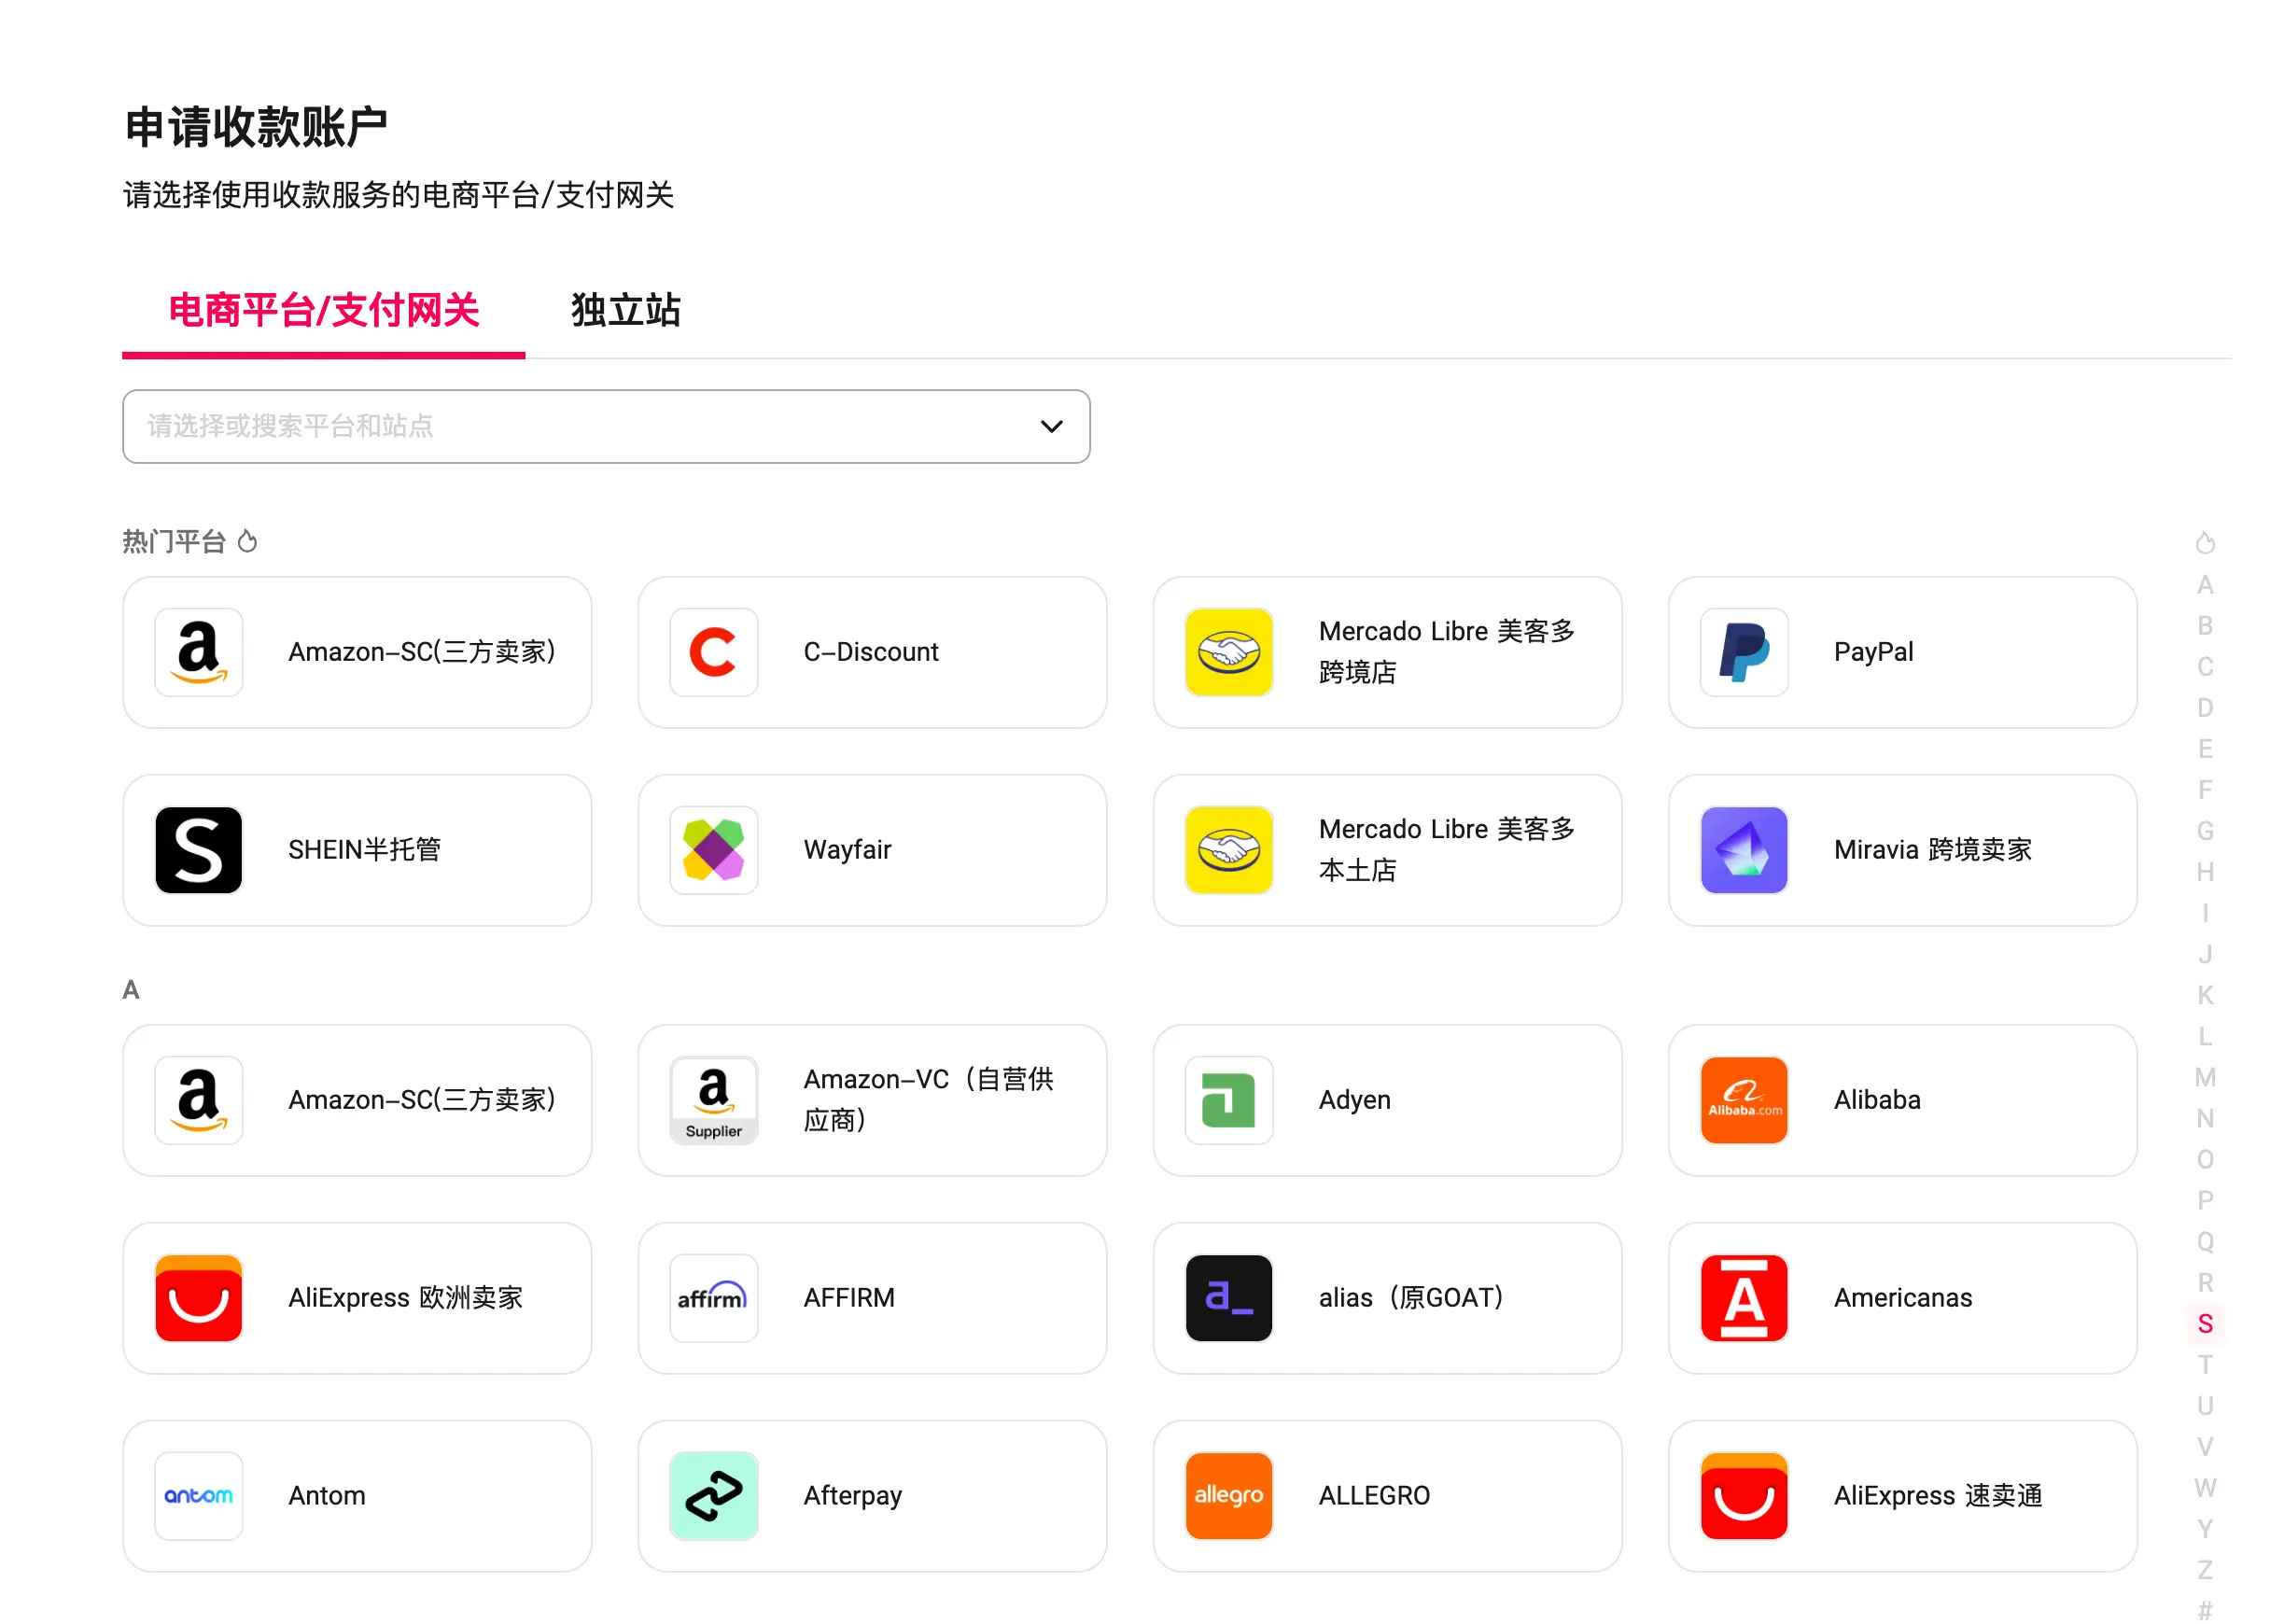 申请收款账户
请选择使用收款服务的电商平台/支付网关
电商平台/支付网关
独立站
请选择或搜索平台和站点
热门平台
Amazon-SC(三方卖家)
C-Discount
Mercado Libre 美客多
跨境店
PayPal
SHEIN半托管
Wayfair
Mercado Libre 美客多
本土店
Miravia 跨境卖家
A
Amazon-SC(三方卖家)
Supplier
Amazon-VC（自营供
应商）
Adyen
Alibaba.com
Alibaba
AliExpress 欧洲卖家
affirm
AFFIRM
a_
alias（原GOAT）
A
Americanas
antom
Antom
Afterpay
allegro
ALLEGRO
AliExpress 速卖通
A
B
C
D
E
F
G
H
I
J
K
L
M
N
O
P
Q
R
S
T
U
V
W
Y
Z
#